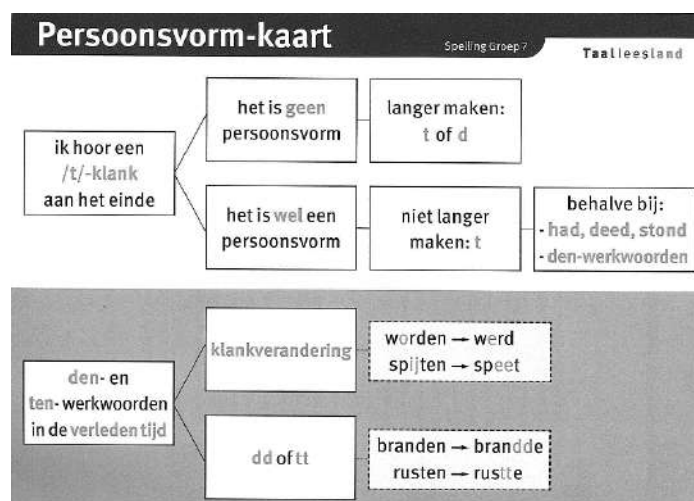 Persoonsvorm-kaart
Spelling Groep 7
Taalleesland
ik hoor een
/t/-klank
aan het einde
het is geen
persoonsvorm
langer maken:
t of d
het is wel een
persoonsvorm
niet langer
maken: t
behalve bij:
- had, deed, stond
- den-werkwoorden
den- en
ten- werkwoorden
in de verleden tijd
klankverandering
worden → werd
spijten → speet
dd of tt
branden → brandde
rusten → rustte